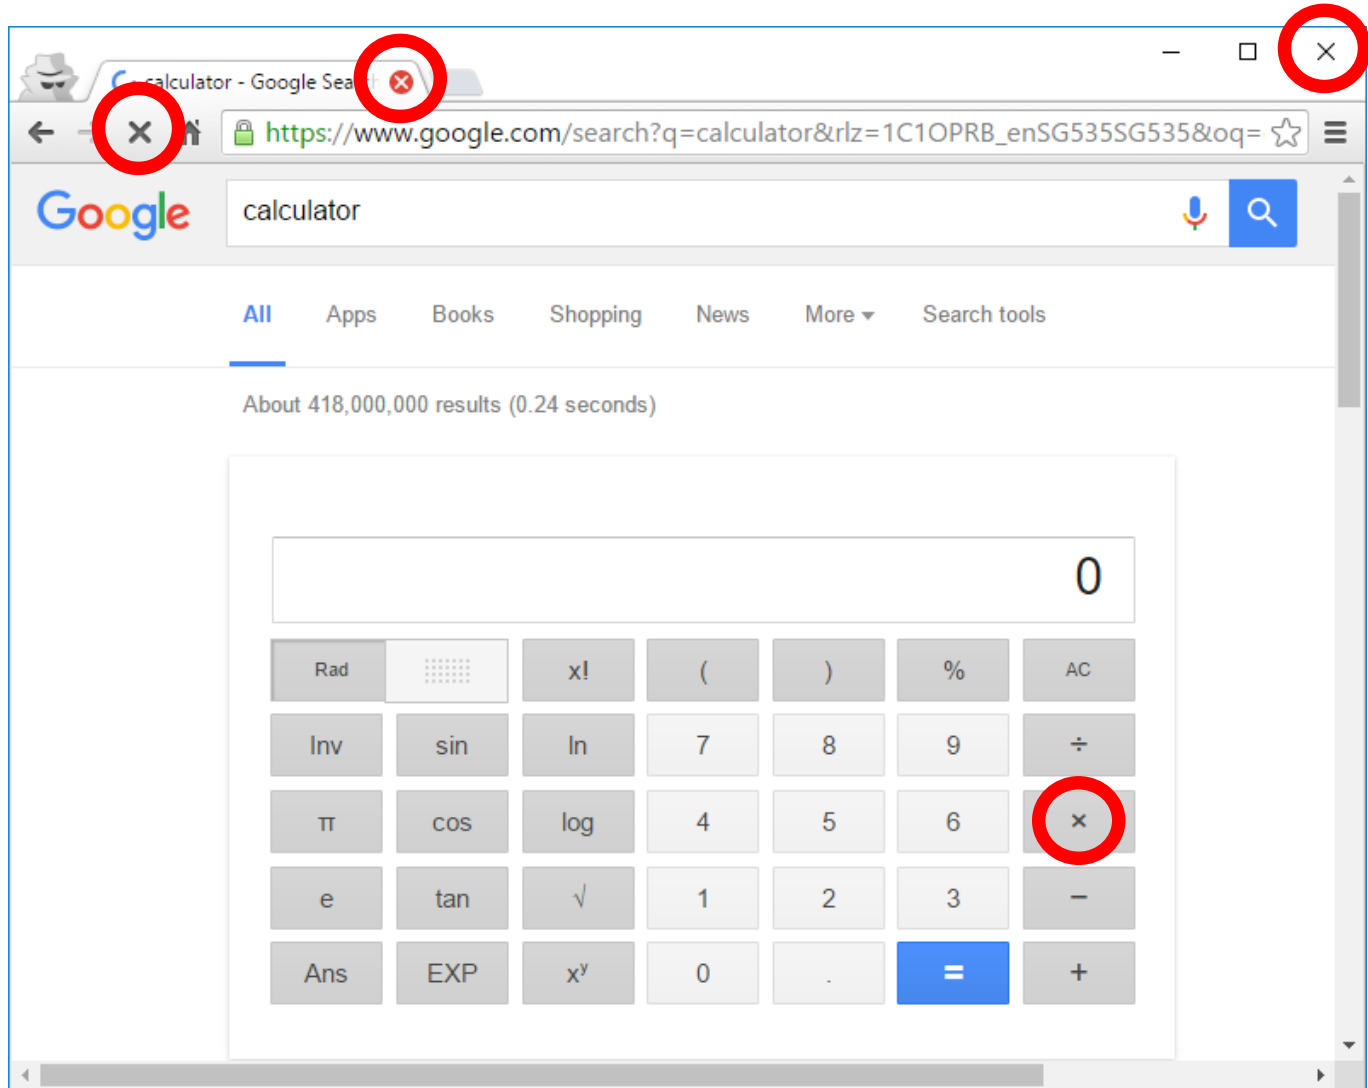 calculator - Google Sear
https://www.google.com/search?q=calculator&rlz=1C1OPRB_enSG535SG535&oq=
Google calculator
All Apps Books Shopping News More Search tools
About 418,000,000 results (0.24 seconds)
0
Rad x! ( ) % AC
Inv sin ln 7 8 9 ÷
π cos log 4 5 6 ×
e tan √ 1 2 3 −
Ans EXP xʸ 0 . = +